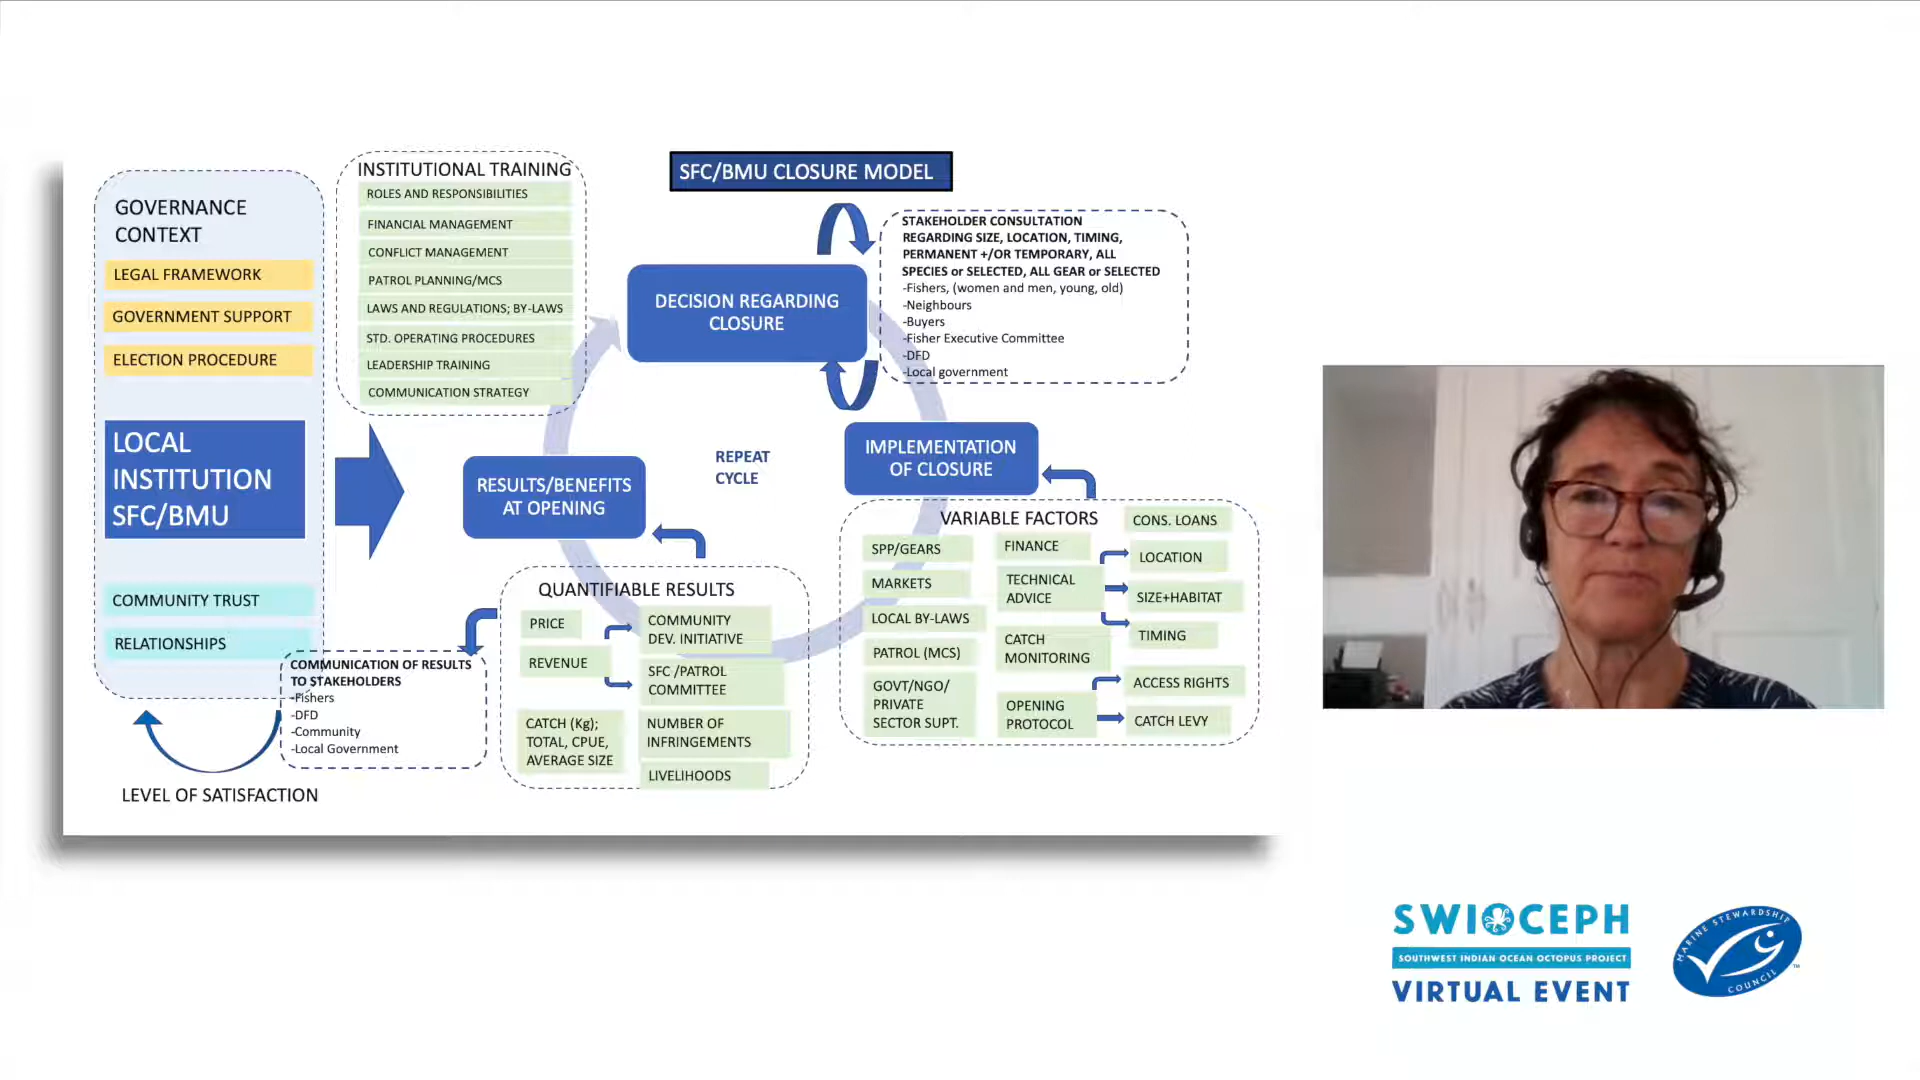 GOVERNANCE
CONTEXT
LEGAL FRAMEWORK
GOVERNMENT SUPPORT
ELECTION PROCEDURE
LOCAL
INSTITUTION
SFC/BMU
COMMUNITY TRUST
RELATIONSHIPS
LEVEL OF SATISFACTION
INSTITUTIONAL TRAINING
ROLES AND RESPONSIBILITIES
FINANCIAL MANAGEMENT
CONFLICT MANAGEMENT
PATROL PLANNING/MCS
LAWS AND REGULATIONS; BY-LAWS
STD. OPERATING PROCEDURES
LEADERSHIP TRAINING
COMMUNICATION STRATEGY
SFC/BMU CLOSURE MODEL
DECISION REGARDING
CLOSURE
STAKEHOLDER CONSULTATION
REGARDING SIZE, LOCATION, TIMING,
PERMANENT +/OR TEMPORARY, ALL
SPECIES or SELECTED, ALL GEAR or SELECTED
-Fishers, (women and men, young, old)
-Neighbours
-Buyers
-Fisher Executive Committee
-DFD
-Local government
REPEAT
CYCLE
IMPLEMENTATION
OF CLOSURE
VARIABLE FACTORS
SPP/GEARS
MARKETS
LOCAL BY-LAWS
PATROL (MCS)
GOVT/NGO/
PRIVATE
SECTOR SUPT.
FINANCE
TECHNICAL
ADVICE
CATCH
MONITORING
OPENING
PROTOCOL
CONS. LOANS
LOCATION
SIZE+HABITAT
TIMING
ACCESS RIGHTS
CATCH LEVY
RESULTS/BENEFITS
AT OPENING
QUANTIFIABLE RESULTS
PRICE
REVENUE
CATCH (Kg);
TOTAL, CPUE,
AVERAGE SIZE
COMMUNITY
DEV. INITIATIVE
SFC /PATROL
COMMITTEE
NUMBER OF
INFRINGEMENTS
LIVELIHOODS
COMMUNICATION OF RESULTS
TO STAKEHOLDERS
-Fishers
-DFD
-Community
-Local Government
SWIOCEPH
SOUTHWEST INDIAN OCEAN OCTOPUS PROJECT
VIRTUAL EVENT
MARINE STEWARDSHIP
COUNCIL
TM